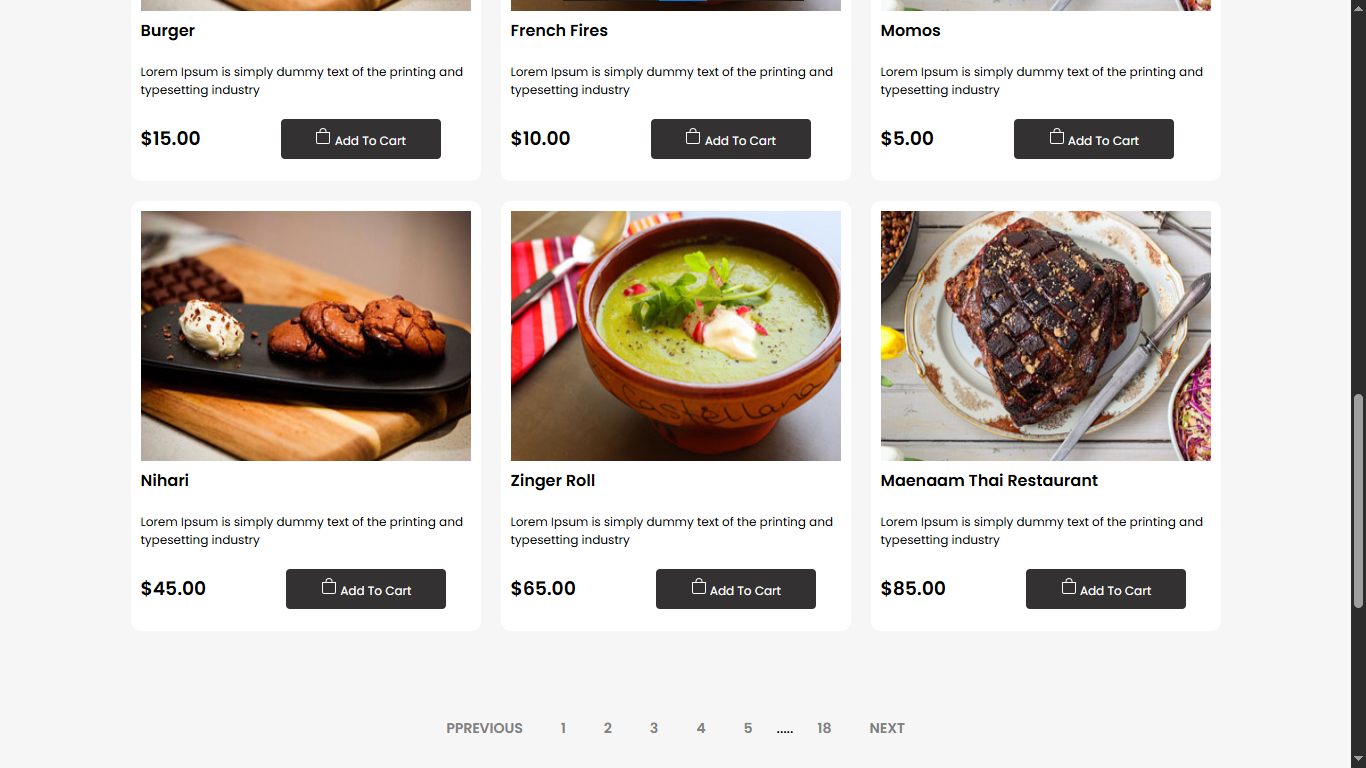 Burger
French Fires
Momos
Lorem Ipsum is simply dummy text of the printing and
typesetting industry
Lorem Ipsum is simply dummy text of the printing and
typesetting industry
Lorem Ipsum is simply dummy text of the printing and
typesetting industry
$15.00
Add To Cart
$10.00
Add To Cart
$5.00
Add To Cart
Castellana
Nihari
Zinger Roll
Maenaam Thai Restaurant
Lorem Ipsum is simply dummy text of the printing and
typesetting industry
Lorem Ipsum is simply dummy text of the printing and
typesetting industry
Lorem Ipsum is simply dummy text of the printing and
typesetting industry
$45.00
Add To Cart
$65.00
Add To Cart
$85.00
Add To Cart
PPREVIOUS 1 2 3 4 5 ..... 18 NEXT